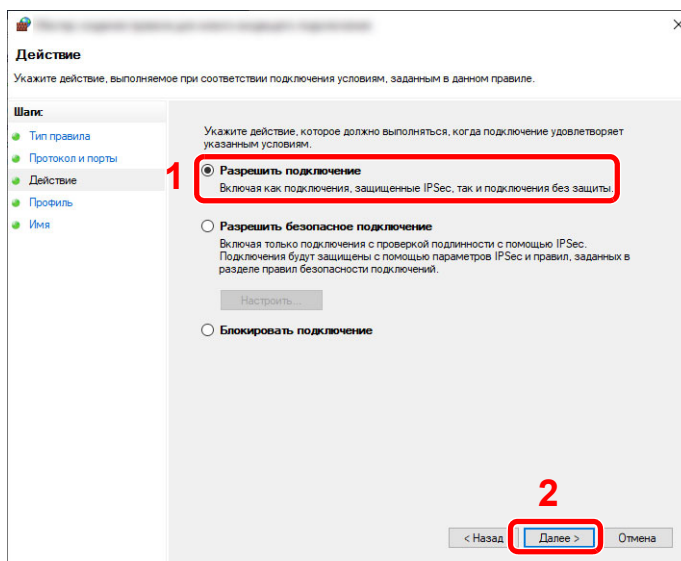 Действие
Укажите действие, выполняемое при соответствии подключения условиям, заданным в данном правиле.
Шаги:
Тип правила
Протокол и порты
Действие
Профиль
Имя
Укажите действие, которое должно выполняться, когда подключение удовлетворяет
указанным условиям.
1
Разрешить подключение
Включая как подключения, защищенные IPSec, так и подключения без защиты.
Разрешить безопасное подключение
Включая только подключения с проверкой подлинности с помощью IPSec.
Подключения будут защищены с помощью параметров IPSec и правил, заданных в
разделе правил безопасности подключений.
Настроить...
Блокировать подключение
2
< Назад
Далее >
Отмена